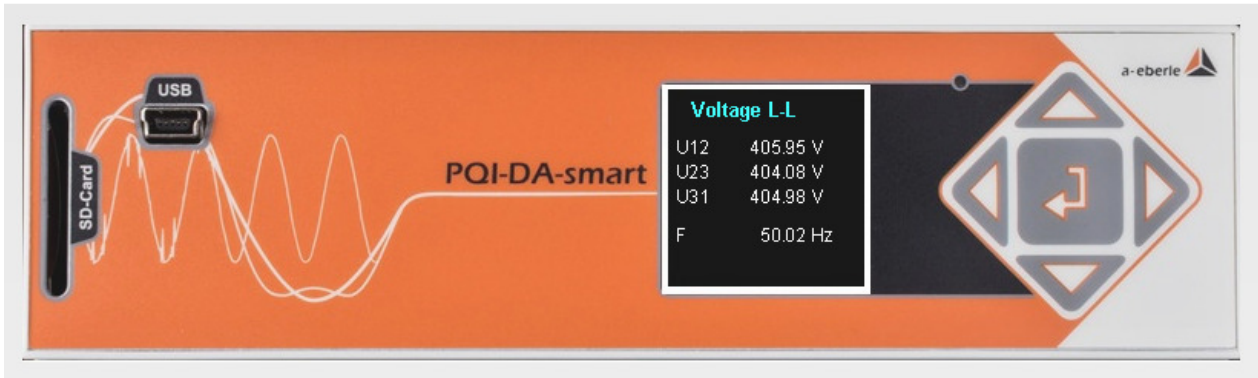 USB
SD-Card
PQI-DA-smart
Voltage L-L
U12 405.95 V
U23 404.08 V
U31 404.98 V
F 50.02 Hz
a-eberle